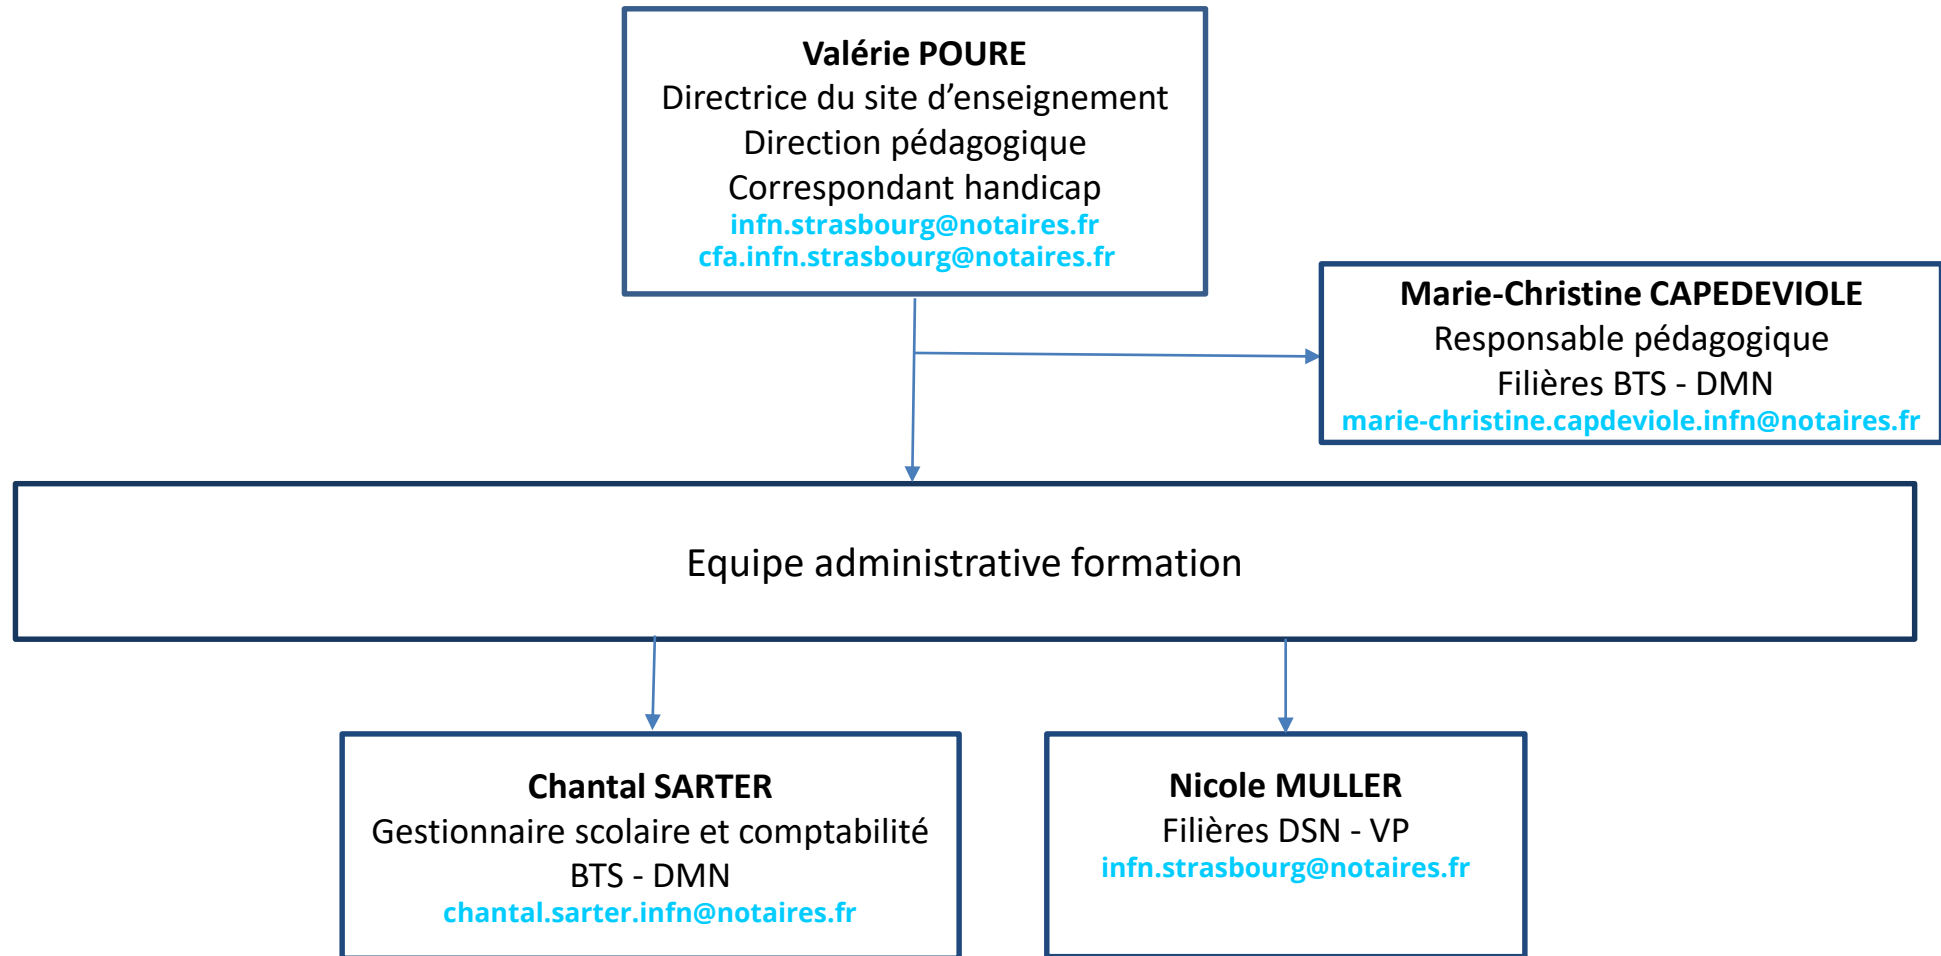 Valérie POURE
Directrice du site d’enseignement
Direction pédagogique
Correspondant handicap
infn.strasbourg@notaires.fr
cfa.infn.strasbourg@notaires.fr
Marie-Christine CAPEDEVIOLE
Responsable pédagogique
Filières BTS - DMN
marie-christine.capdeviole.infn@notaires.fr
Equipe administrative formation
Chantal SARTER
Gestionnaire scolaire et comptabilité
BTS - DMN
chantal.sarter.infn@notaires.fr
Nicole MULLER
Filières DSN - VP
infn.strasbourg@notaires.fr